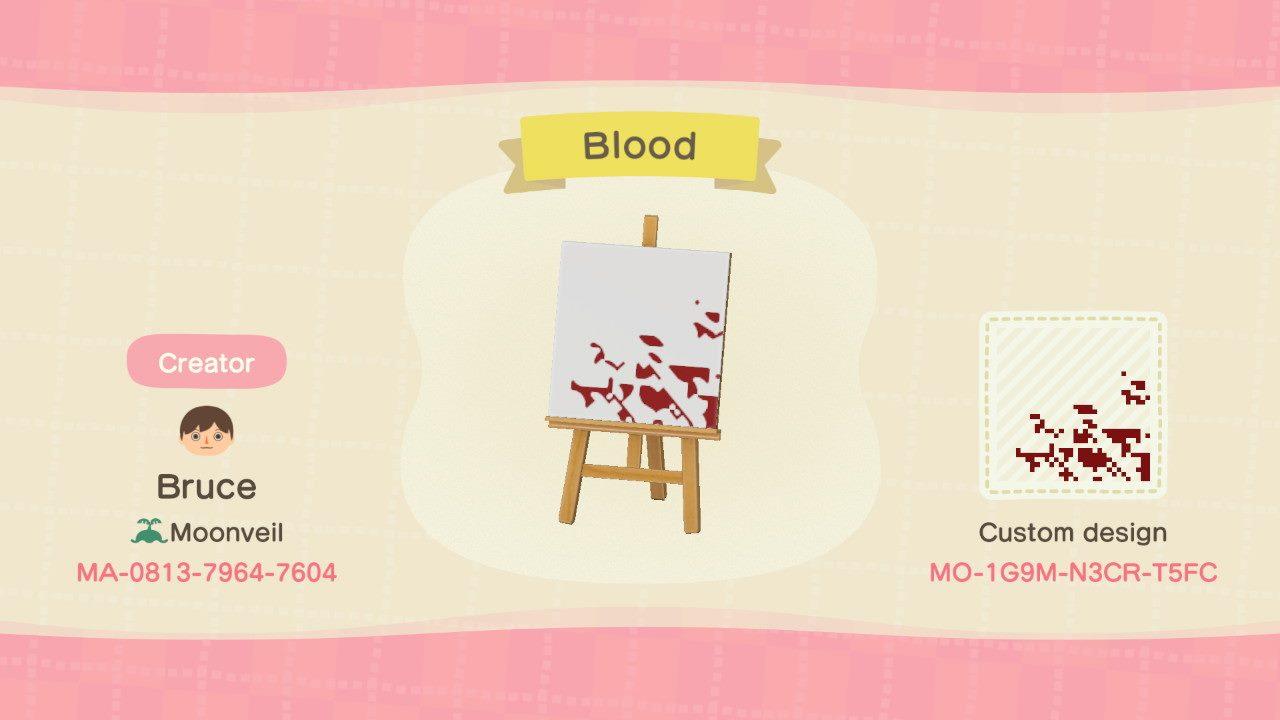 Blood
Creator
Bruce
Moonveil
MA-0813-7964-7604
Custom design
MO-1G9M-N3CR-T5FC